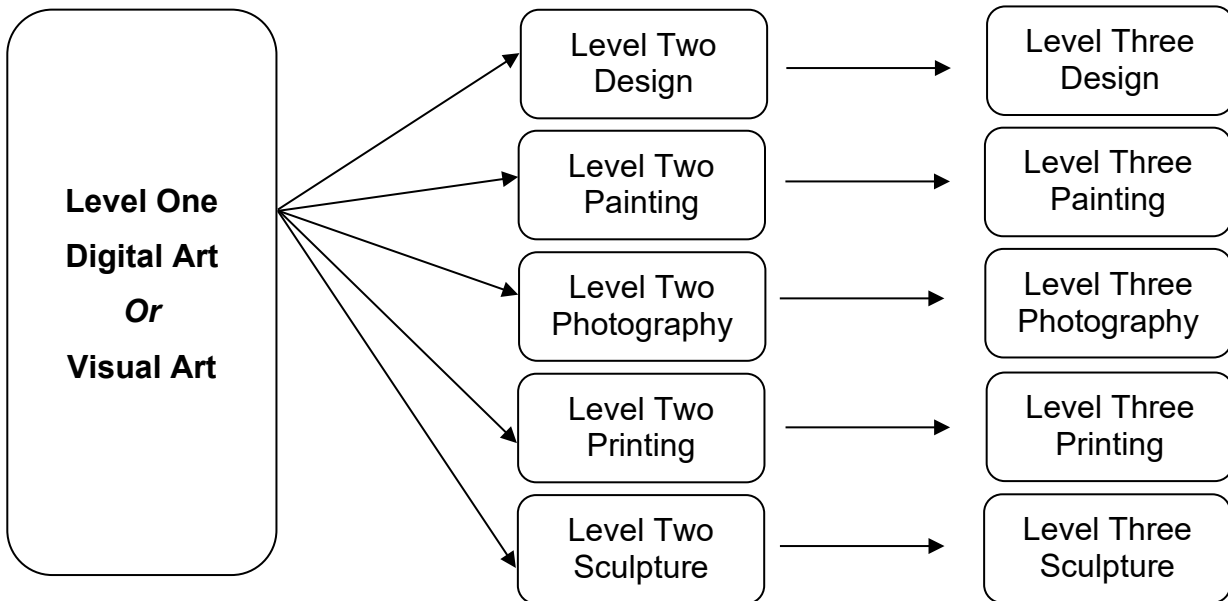 Level One
Digital Art
Or
Visual Art
Level Two
Design
Level Three
Design
Level Two
Painting
Level Three
Painting
Level Two
Photography
Level Three
Photography
Level Two
Printing
Level Three
Printing
Level Two
Sculpture
Level Three
Sculpture